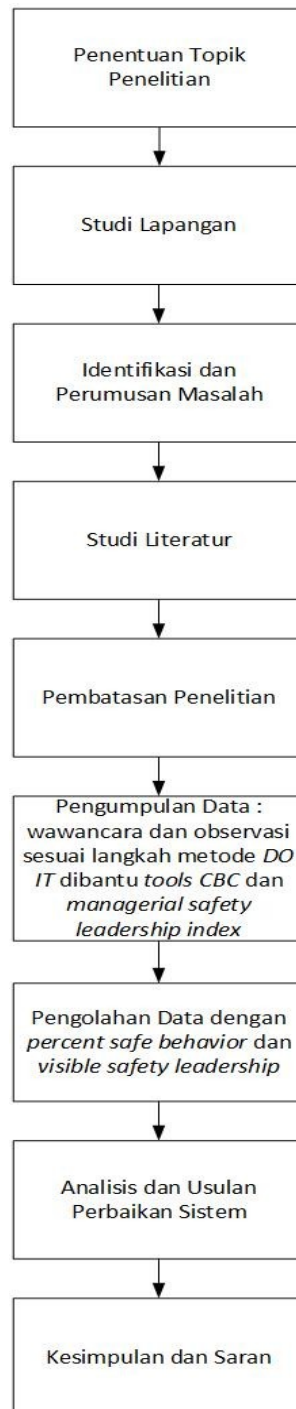 Penentuan Topik
Penelitian
Studi Lapangan
Identifikasi dan
Perumusan Masalah
Studi Literatur
Pembatasan Penelitian
Pengumpulan Data :
wawancara dan observasi
sesuai langkah metode DO
IT dibantu tools CBC dan
managerial safety
leadership index
Pengolahan Data dengan
percent safe behavior dan
visible safety leadership
Analisis dan Usulan
Perbaikan Sistem
Kesimpulan dan Saran